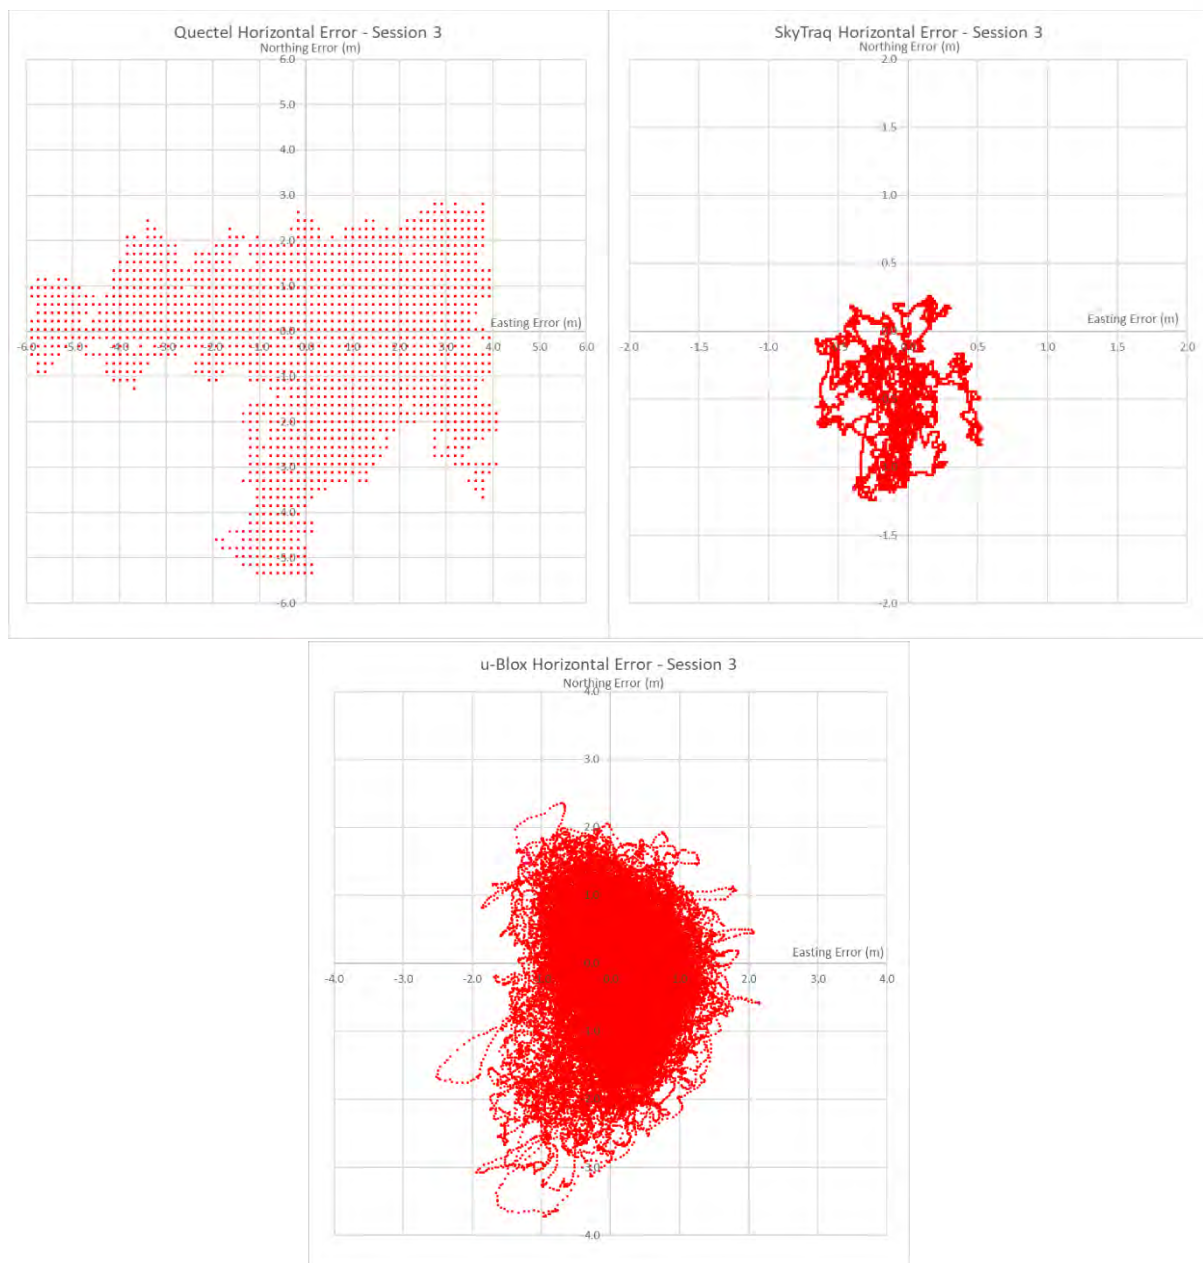 Quectel Horizontal Error - Session 3
Northing Error (m)
6.0
5.0
4.0
3.0
2.0
1.0
0.0
Easting Error (m)
-6.0 -5.0 -4.0 -3.0 -2.0 -1.0 0.0 1.0 2.0 3.0 4.0 5.0 6.0
-1.0
-2.0
-3.0
-4.0
-5.0
-6.0
SkyTraq Horizontal Error - Session 3
Northing Error (m)
2.0
1.5
1.0
0.5
0.0
Easting Error (m)
-2.0 -1.5 -1.0 0.5 1.0 1.5 2.0
-1.5
-2.0
u-Blox Horizontal Error - Session 3
Northing Error (m)
4.0
3.0
2.0
Easting Error (m)
-4.0 -3.0 -2.0 3.0 4.0
-3.0
-4.0